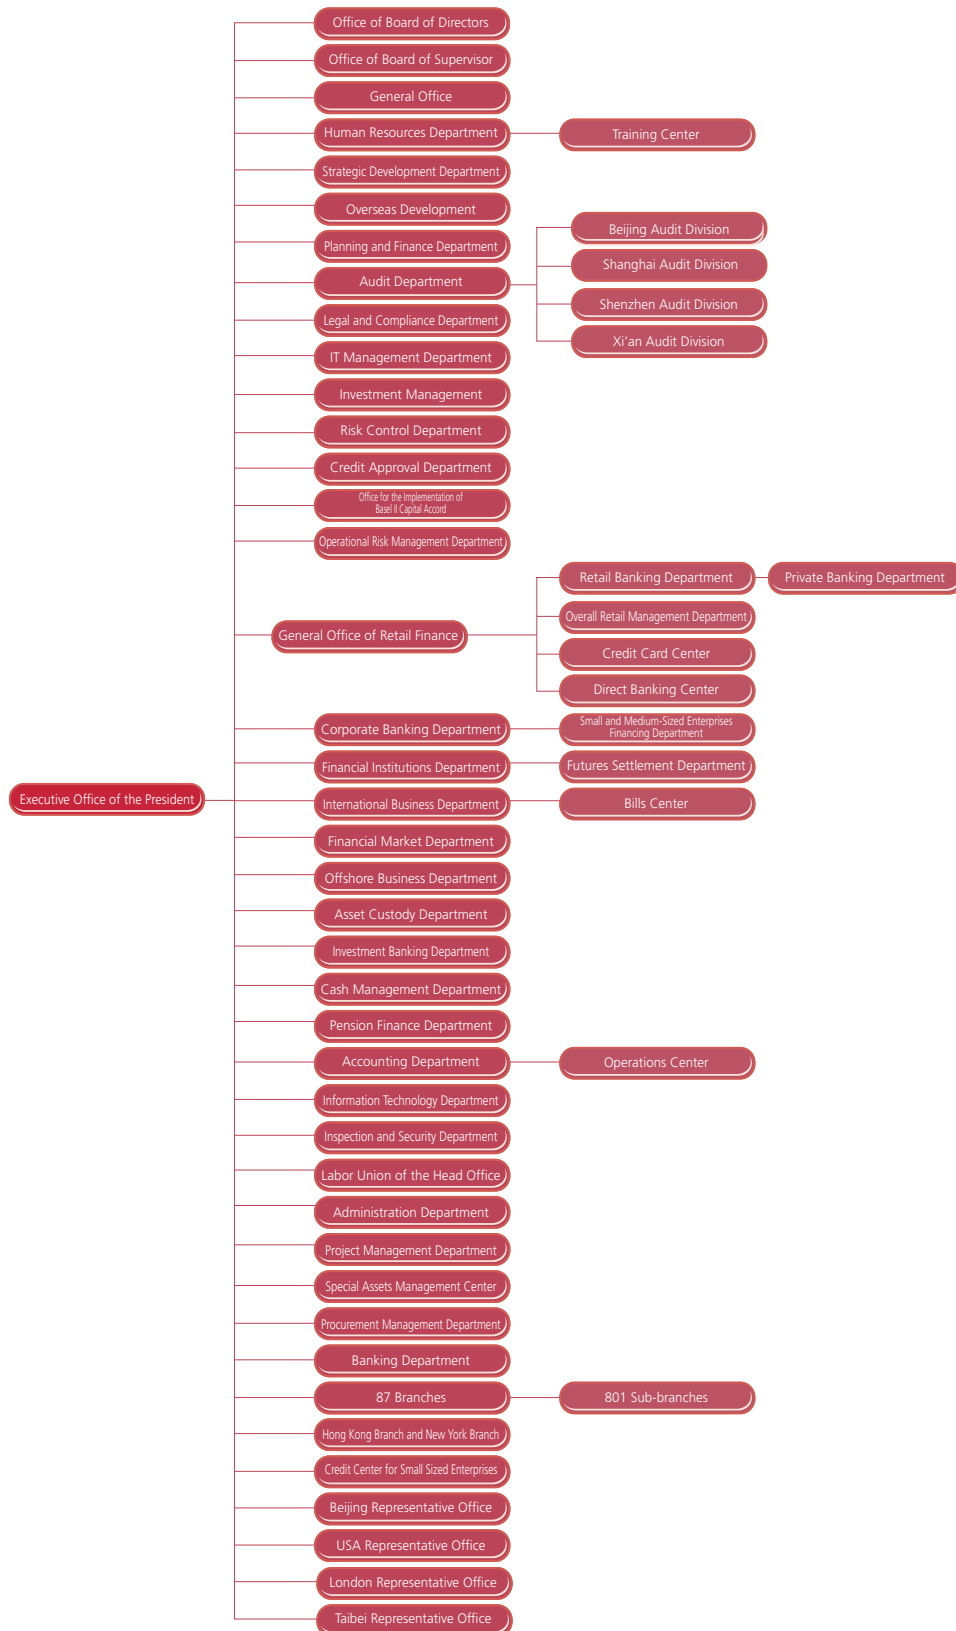 Office of Board of Directors
Office of Board of Supervisor
General Office
Human Resources Department
Training Center
Strategic Development Department
Overseas Development
Planning and Finance Department
Audit Department
Beijing Audit Division
Shanghai Audit Division
Shenzhen Audit Division
Xi’an Audit Division
Legal and Compliance Department
IT Management Department
Investment Management
Risk Control Department
Credit Approval Department
Office for the Implementation of
Basel II Capital Accord
Operational Risk Management Department
General Office of Retail Finance
Retail Banking Department
Private Banking Department
Overall Retail Management Department
Credit Card Center
Direct Banking Center
Corporate Banking Department
Small and Medium-Sized Enterprises
Financing Department
Financial Institutions Department
Futures Settlement Department
Executive Office of the President
International Business Department
Bills Center
Financial Market Department
Offshore Business Department
Asset Custody Department
Investment Banking Department
Cash Management Department
Pension Finance Department
Accounting Department
Operations Center
Information Technology Department
Inspection and Security Department
Labor Union of the Head Office
Administration Department
Project Management Department
Special Assets Management Center
Procurement Management Department
Banking Department
87 Branches
801 Sub-branches
Hong Kong Branch and New York Branch
Credit Center for Small Sized Enterprises
Beijing Representative Office
USA Representative Office
London Representative Office
Taibei Representative Office